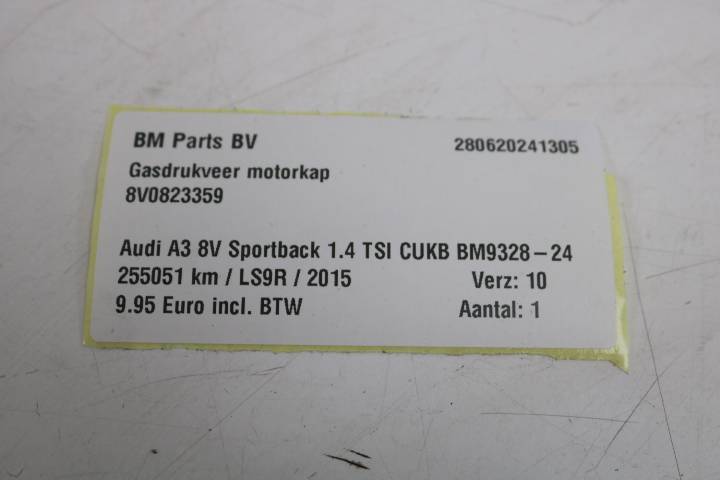 BM Parts BV 280620241305
Gasdrukveer motorkap
8V0823359
Audi A3 8V Sportback 1.4 TSI CUKB BM9328-24
255051 km / LS9R / 2015 Verz: 10
9.95 Euro incl. BTW Aantal: 1